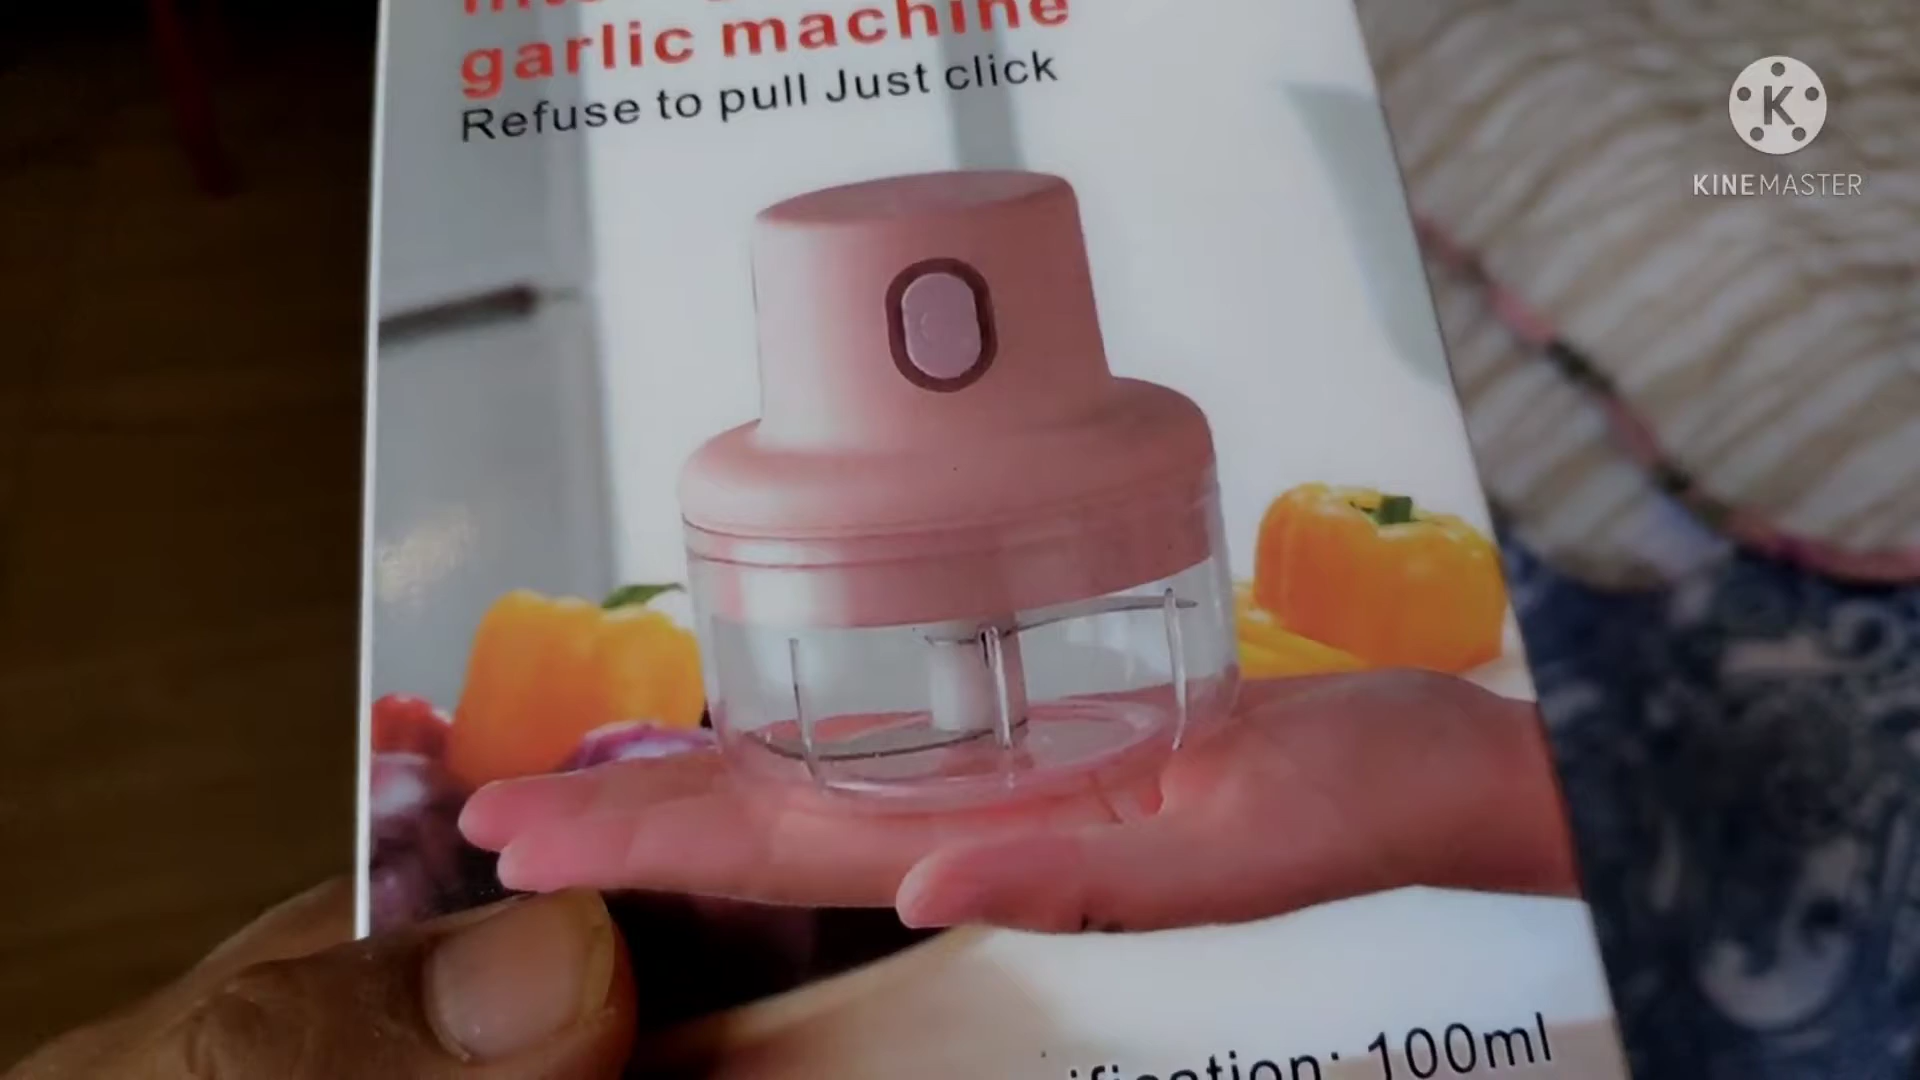 garlic machine
Refuse to pull Just click
K
KINEMASTER
100ml